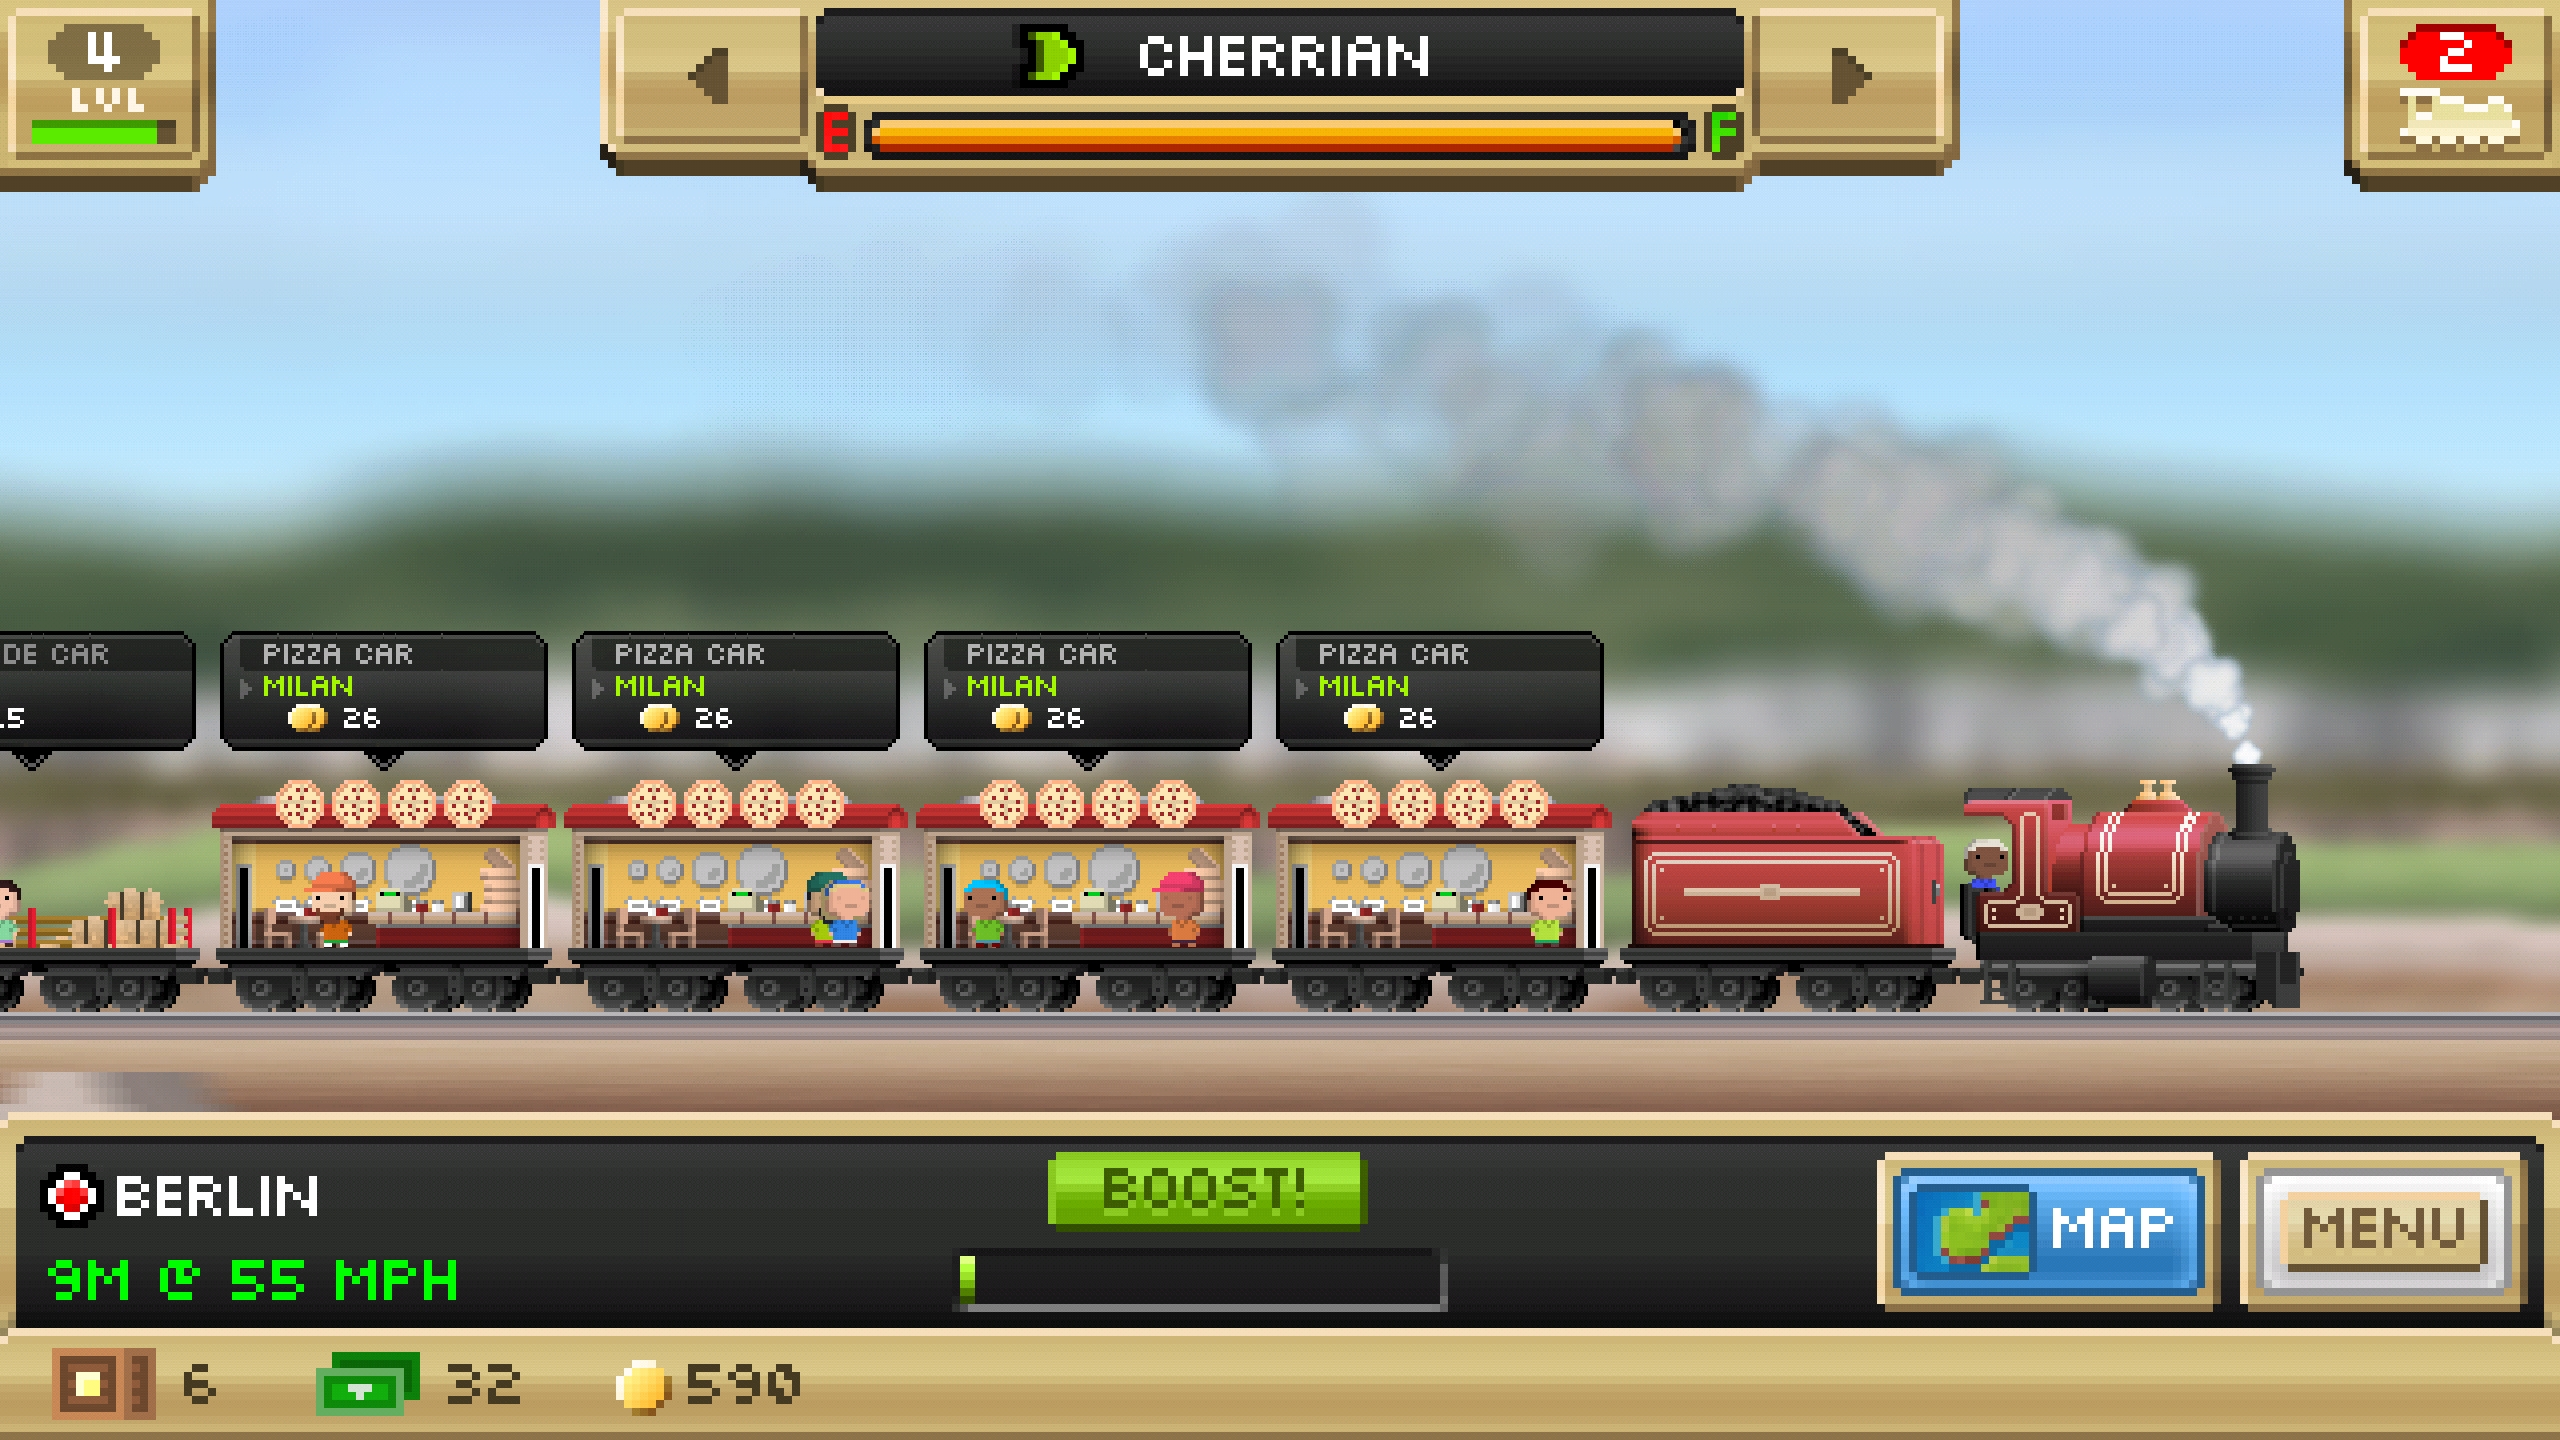 4
LVL
CHERRIAN
E F
2
DE CAR
.5
PIZZA CAR
MILAN
26
PIZZA CAR
MILAN
26
PIZZA CAR
MILAN
26
PIZZA CAR
MILAN
26
BERLIN
9M @ 55 MPH
BOOST!
MAP
MENU
6 32 590